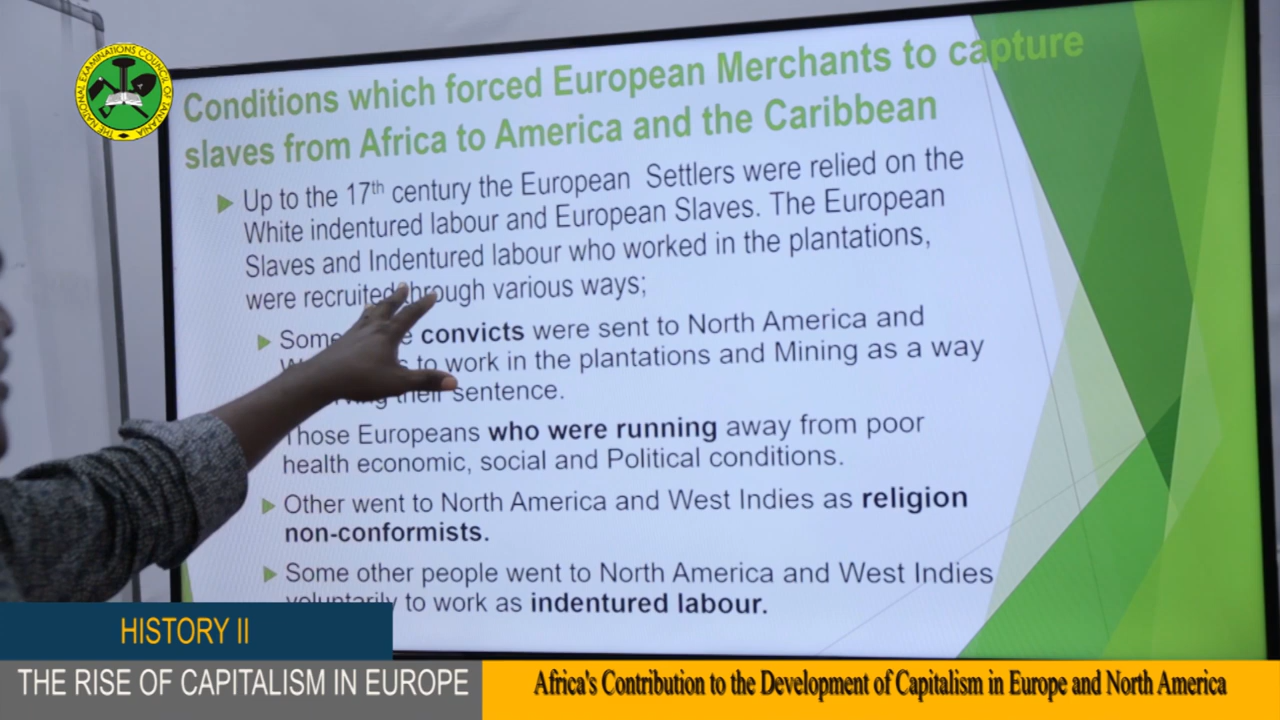 THE NATIONAL EXAMINATIONS COUNCIL OF TANZANIA
Conditions which forced European Merchants to capture
slaves from Africa to America and the Caribbean
Up to the 17th century the European Settlers were relied on the
White indentured labour and European Slaves. The European
Slaves and Indentured labour who worked in the plantations,
were recruited through various ways;
Some convicts were sent to North America and
to work in the plantations and Mining as a way
their sentence.
Those Europeans who were running away from poor
health economic, social and Political conditions.
Other went to North America and West Indies as religion
non-conformists.
Some other people went to North America and West Indies
voluntarily to work as indentured labour.
HISTORY II
THE RISE OF CAPITALISM IN EUROPE
Africa's Contribution to the Development of Capitalism in Europe and North America